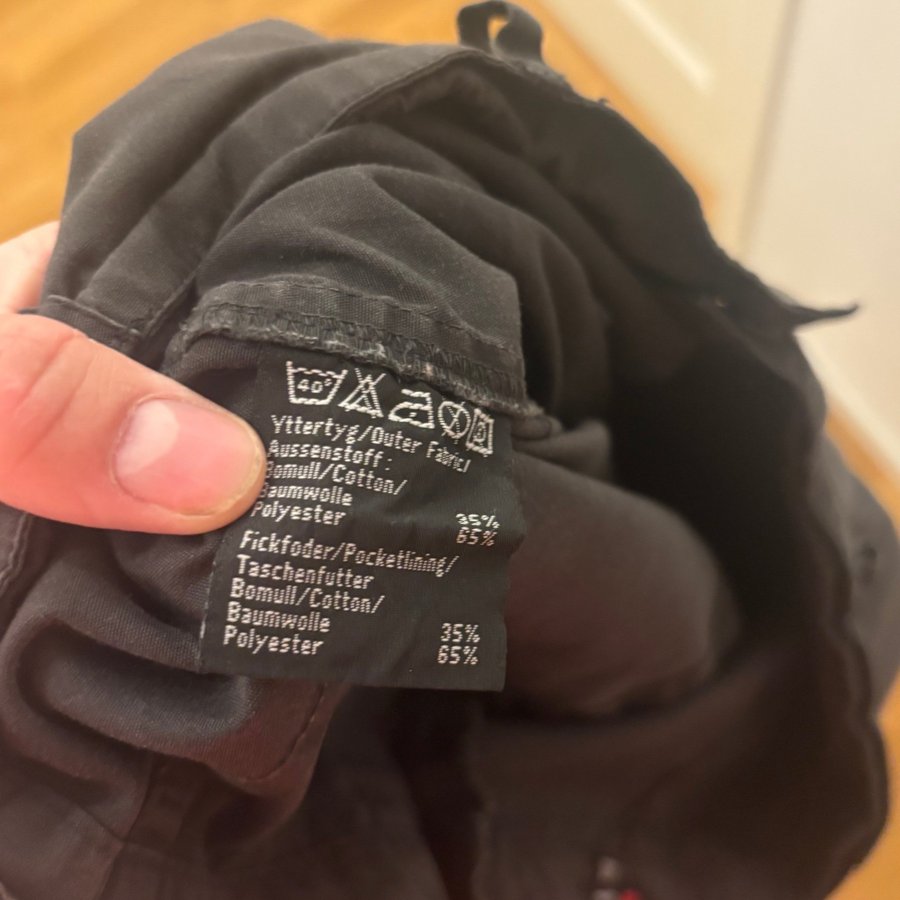 40°
Yttertyg/Outer Fabric/
Aussenstoff:
Bomull/Cotton/
Baumwolle 35%
Polyester 65%
Fickfoder/Pocketlining/
Taschenfutter
Bomull/Cotton/
Baumwolle 35%
Polyester 65%